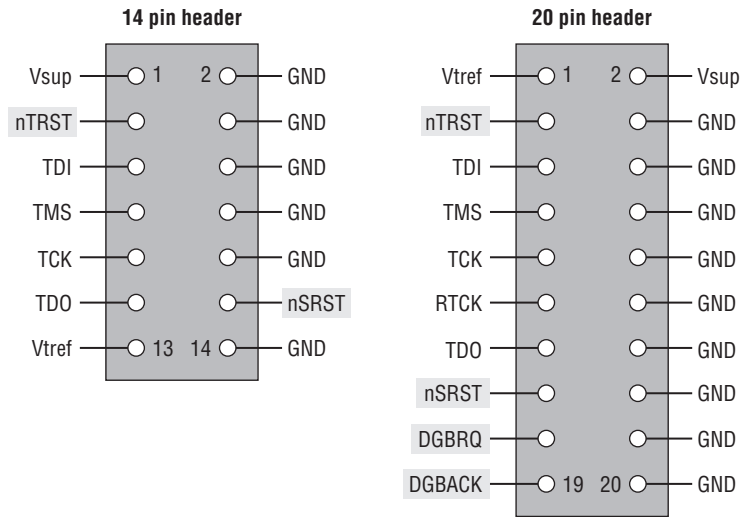 14 pin header
Vsup 1 2 GND
nTRST GND
TDI GND
TMS GND
TCK GND
TDO nSRST
Vtref 13 14 GND
20 pin header
Vtref 1 2 Vsup
nTRST GND
TDI GND
TMS GND
TCK GND
RTCK GND
TDO GND
nSRST GND
DGBRQ GND
DGBACK 19 20 GND